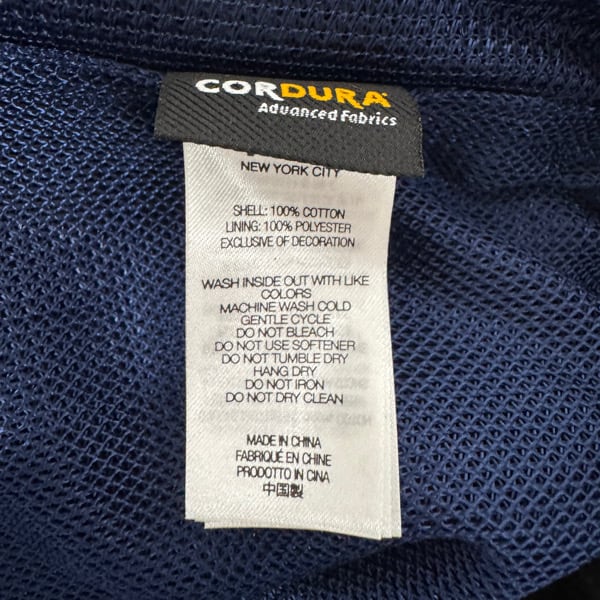 CORDURA
Advanced Fabrics
NEW YORK CITY
SHELL: 100% COTTON
LINING: 100% POLYESTER
EXCLUSIVE OF DECORATION
WASH INSIDE OUT WITH LIKE
COLORS
MACHINE WASH COLD
GENTLE CYCLE
DO NOT BLEACH
DO NOT USE SOFTENER
DO NOT TUMBLE DRY
HANG DRY
DO NOT IRON
DO NOT DRY CLEAN
MADE IN CHINA
FABRIQUÉ EN CHINE
PRODOTTO IN CINA
中国製